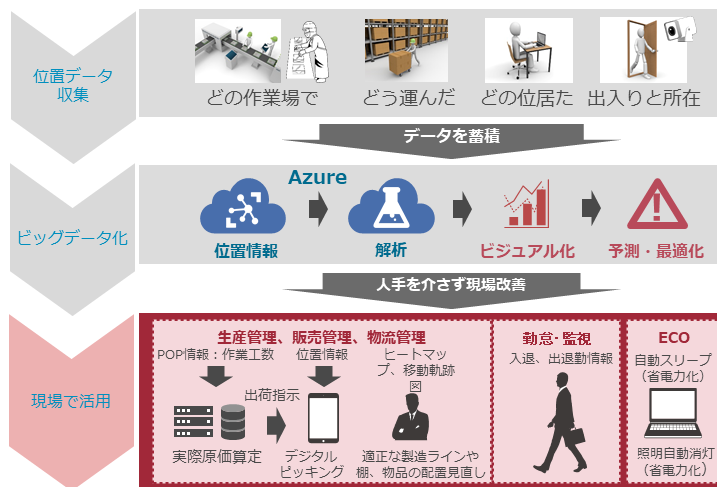 位置データ
収集
どの作業場で
どう運んだ
どの位居た
出入りと所在
データを蓄積
ビッグデータ化
Azure
位置情報
解析
ビジュアル化
予測・最適化
人手を介さず現場改善
現場で活用
生産管理、販売管理、物流管理
POP情報：作業工数
位置情報
ヒートマッ
プ、移動軌跡
図
出荷指示
実際原価算定
デジタル
ピッキング
適正な製造ラインや
棚、物品の配置見直し
勤怠・監視
入退、出退勤情報
ECO
自動スリープ
（省電力化）
照明自動消灯
（省電力化）